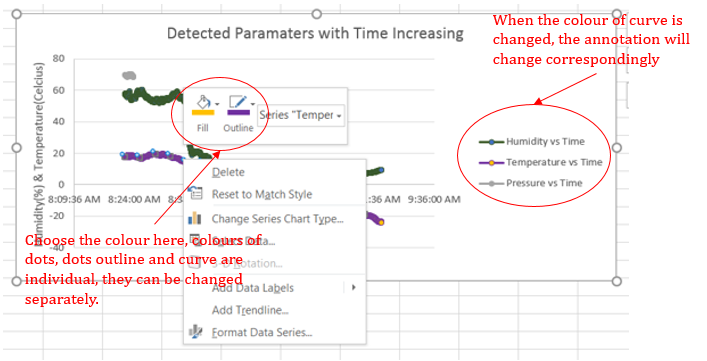 Detected Paramaters with Time Increasing
When the colour of curve is
changed, the annotation will
change correspondingly
Humidity(%) & Temperature(Celcius)
80
60
40
20
0
-20
-40
8:09:36 AM
8:24:00 AM
8:3
:36 AM
9:36:00 AM
Fill
Outline
Series "Temper
Humidity vs Time
Temperature vs Time
Pressure vs Time
Delete
Reset to Match Style
Change Series Chart Type...
Data...
3-D Rotation...
Add Data Labels
Add Trendline...
Format Data Series...
Choose the colour here, Colours of
dots, dots outline and curve are
individual, they can be changed
separately.